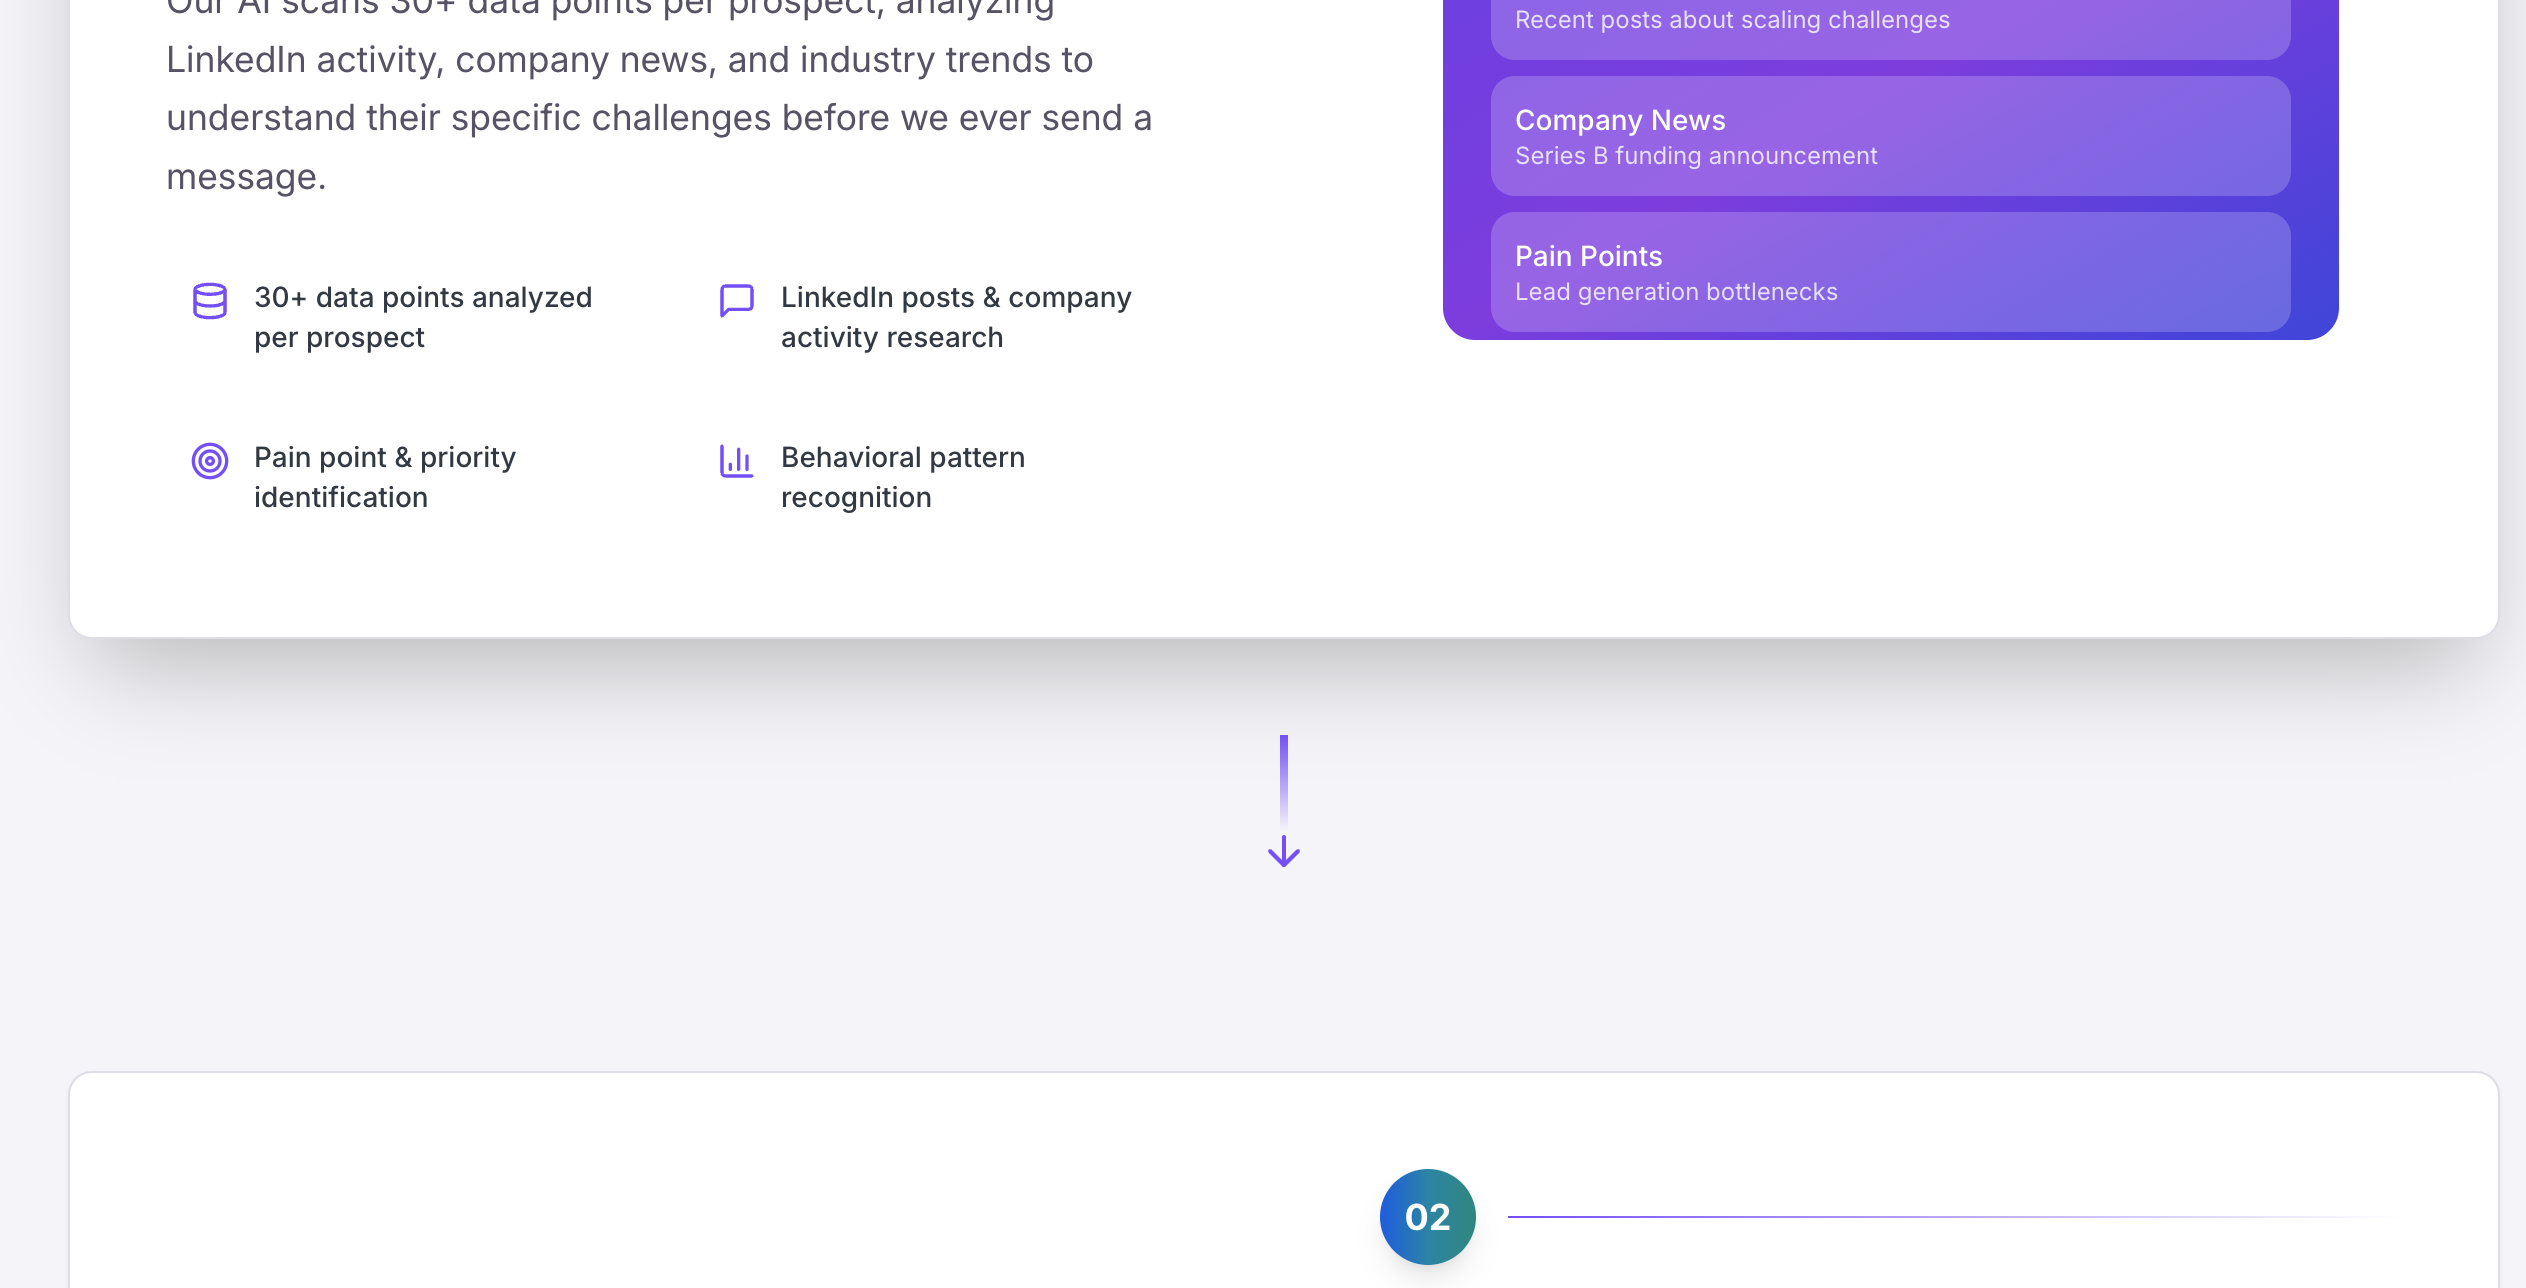 Our AI scans 30+ data points per prospect, analyzing
LinkedIn activity, company news, and industry trends to
understand their specific challenges before we ever send a
message.
30+ data points analyzed
per prospect
LinkedIn posts & company
activity research
Pain point & priority
identification
Behavioral pattern
recognition
Recent posts about scaling challenges
Company News
Series B funding announcement
Pain Points
Lead generation bottlenecks
02